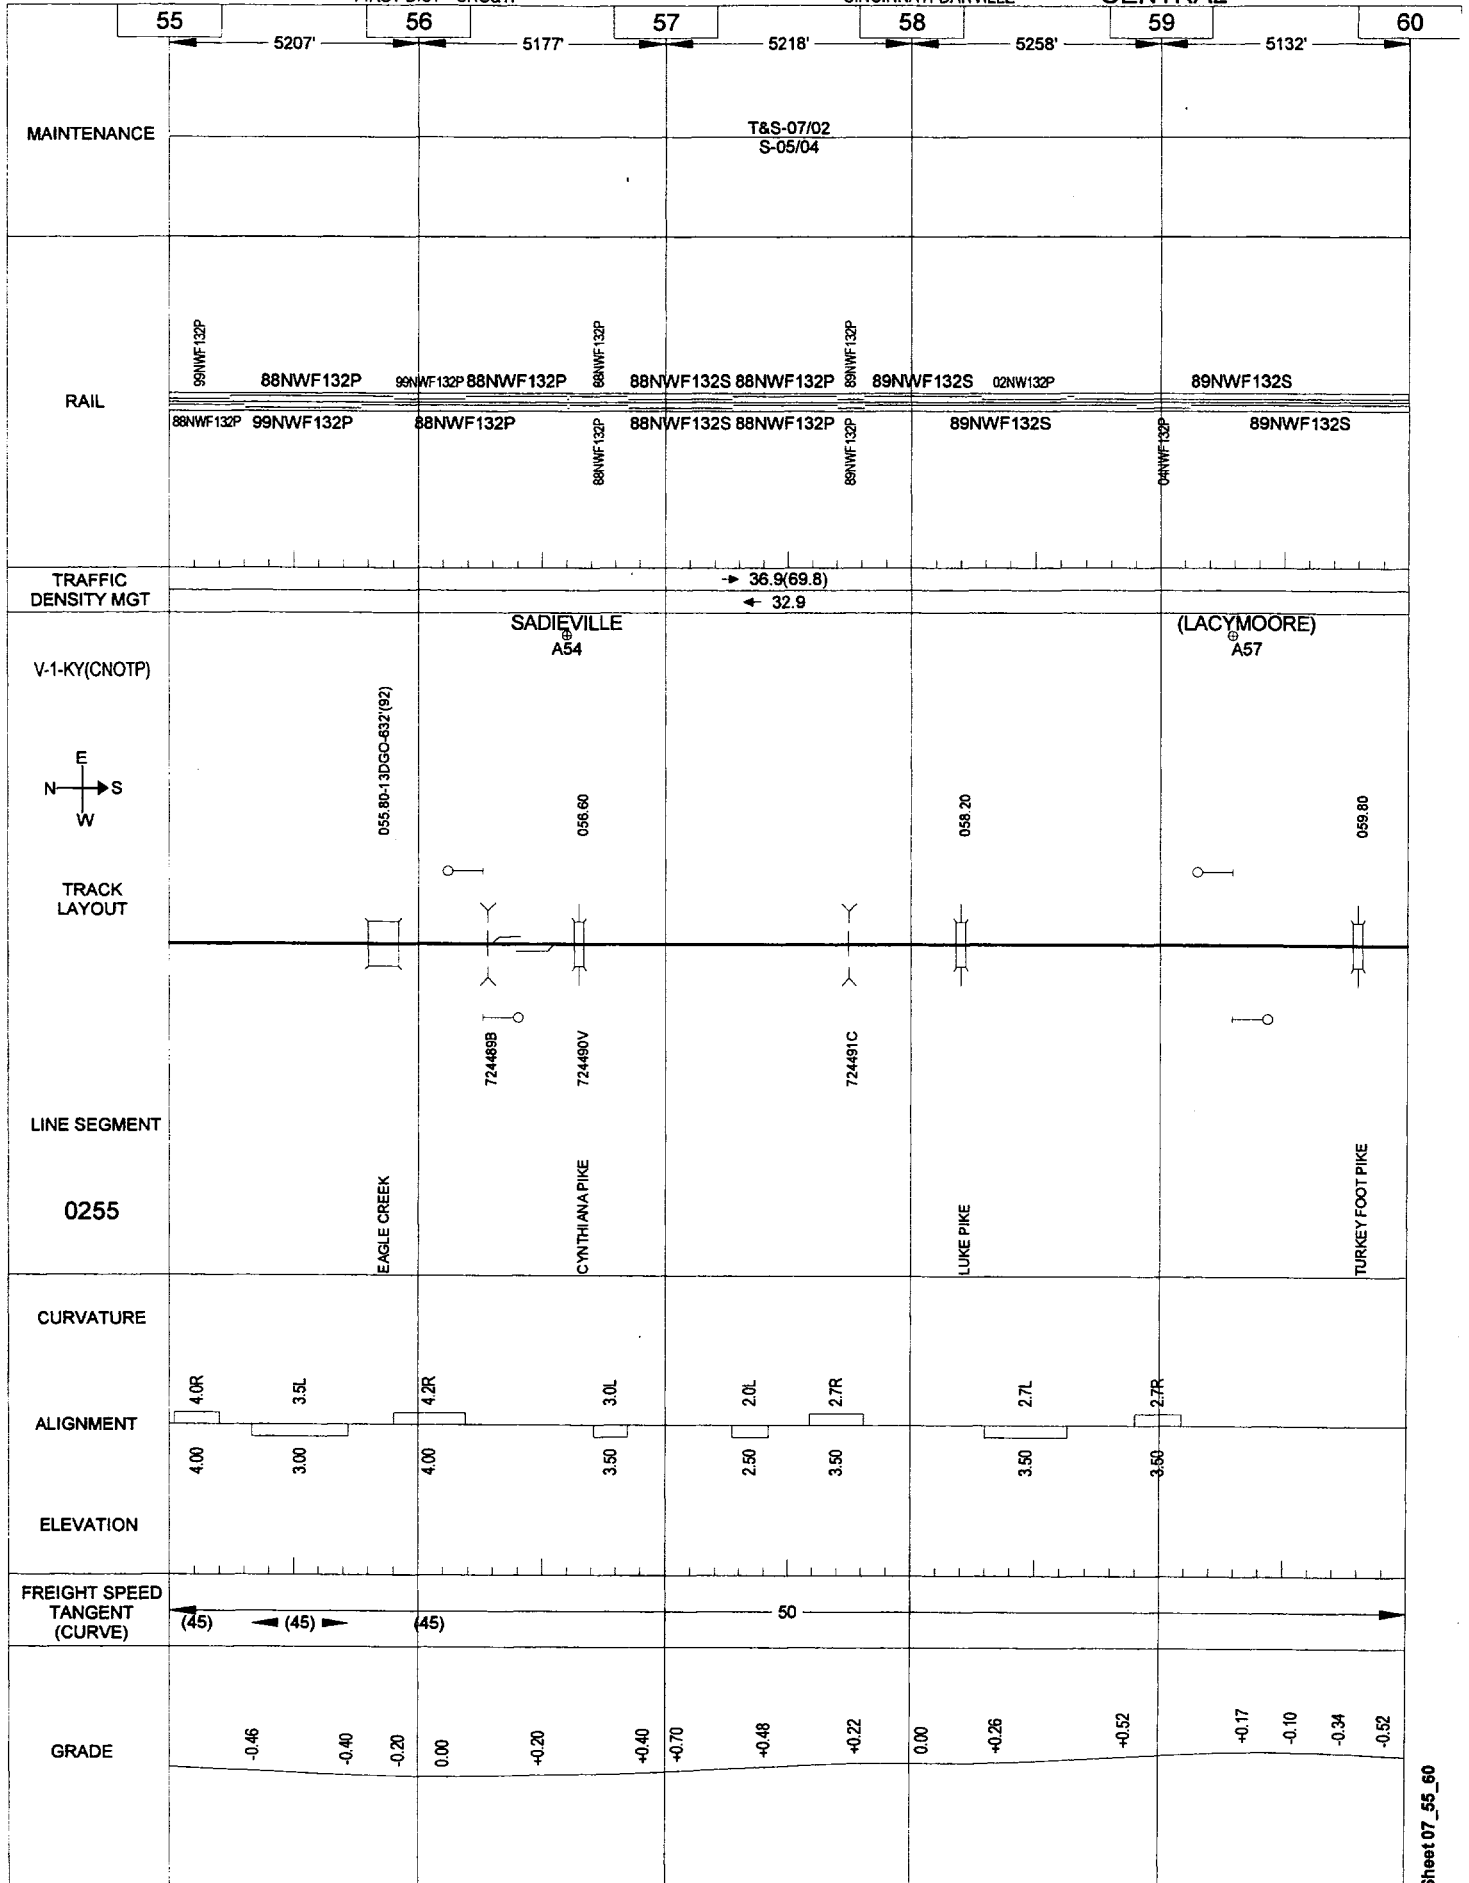 55 56 57 58 59 60
5207' 5177' 5218' 5258' 5132'
MAINTENANCE
T&S-07/02
S-05/04
RAIL
99NWF132P 88NWF132P 99NWF132P 88NWF132P 88NWF132P 88NWF132S 88NWF132P 89NWF132P 89NWF132S 02NW132P 89NWF132S
88NWF132P 99NWF132P 88NWF132P 88NWF132P 88NWF132S 88NWF132P 89NWF132P 89NWF132S 04NWF132P 89NWF132S
TRAFFIC
DENSITY MGT
36.9(69.8)
32.9
SADIEVILLE
A54
(LACYMOORE)
A57
V-1-KY(CNOTP)
E
N S
W
055.80-13DGO-632'(92) 056.60 058.20 059.80
TRACK
LAYOUT
724489B 724490V 724491C
LINE SEGMENT
0255
EAGLE CREEK CYNTHIANA PIKE LUKE PIKE TURKEY FOOT PIKE
CURVATURE
4.0R 3.5L 4.2R 3.0L 2.0L 2.7R 2.7L 2.7R
ALIGNMENT
4.00 3.00 4.00 3.50 2.50 3.50 3.50 3.50
ELEVATION
FREIGHT SPEED
TANGENT
(CURVE)
50
(45) (45) (45)
GRADE
-0.46 -0.40 -0.20 0.00 +0.20 +0.40 +0.70 +0.48 +0.22 0.00 +0.26 +0.52 +0.17 -0.10 -0.34 -0.52
Sheet 07_55_60